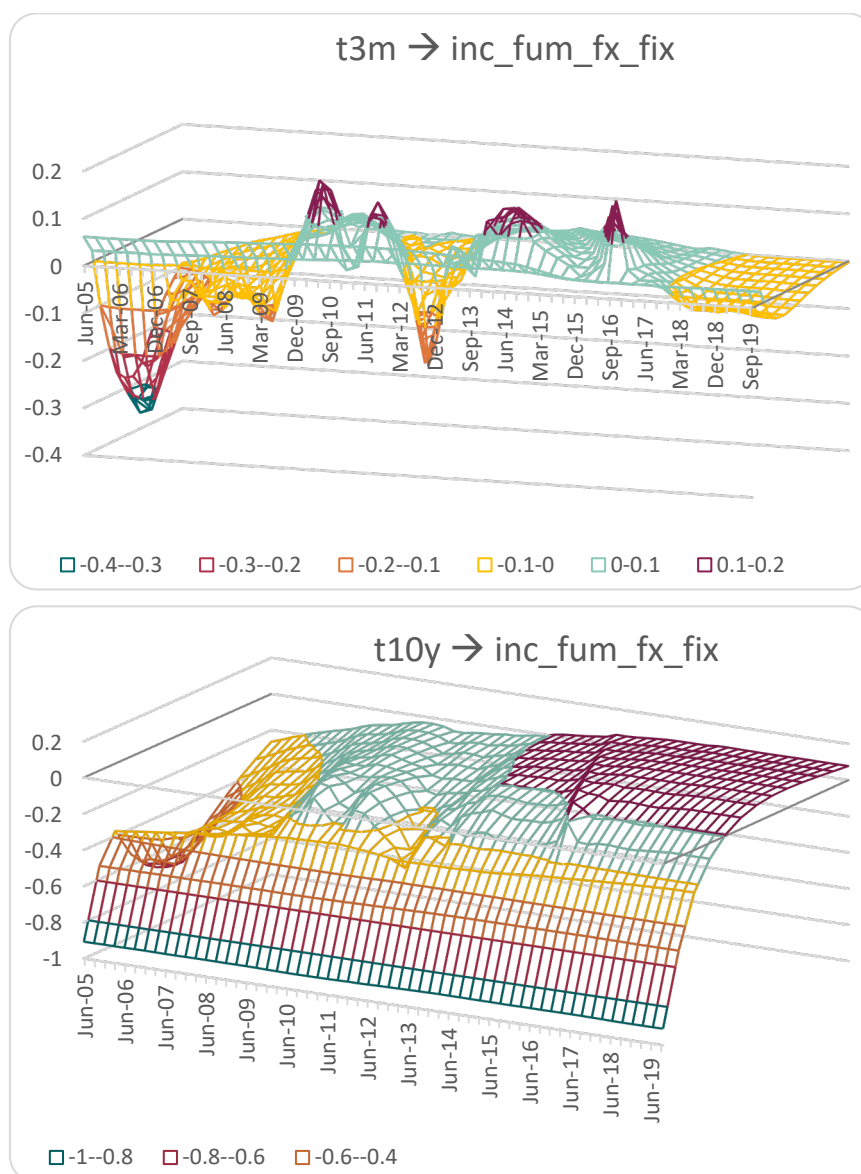 t3m → inc_fum_fx_fix
0.2
0.1
0
-0.1
-0.2
-0.3
-0.4
Jun-05
Mar-06
Dec-06
Sep-07
Jun-08
Mar-09
Dec-09
Sep-10
Jun-11
Mar-12
Dec-12
Sep-13
Jun-14
Mar-15
Dec-15
Sep-16
Jun-17
Mar-18
Dec-18
Sep-19
-0.4--0.3 -0.3--0.2 -0.2--0.1 -0.1-0 0-0.1 0.1-0.2
t10y → inc_fum_fx_fix
0.2
0
-0.2
-0.4
-0.6
-0.8
-1
Jun-05
Jun-06
Jun-07
Jun-08
Jun-09
Jun-10
Jun-11
Jun-12
Jun-13
Jun-14
Jun-15
Jun-16
Jun-17
Jun-18
Jun-19
-1--0.8 -0.8--0.6 -0.6--0.4